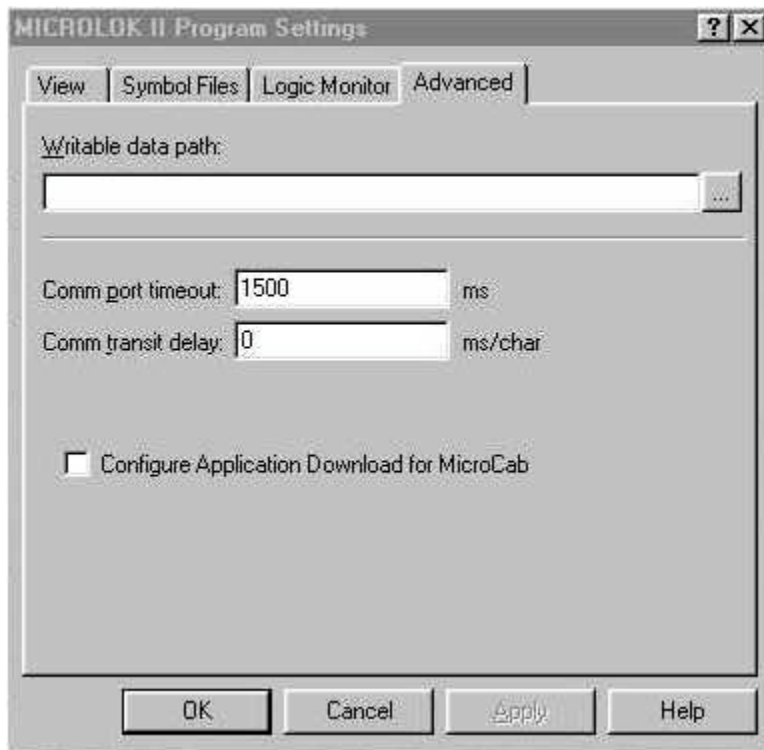 MICROLOK II Program Settings ? X
View Symbol Files Logic Monitor Advanced
Writable data path:
...
Comm port timeout: 1500 ms
Comm transit delay: 0 ms/char
Configure Application Download for MicroCab
OK Cancel Apply Help